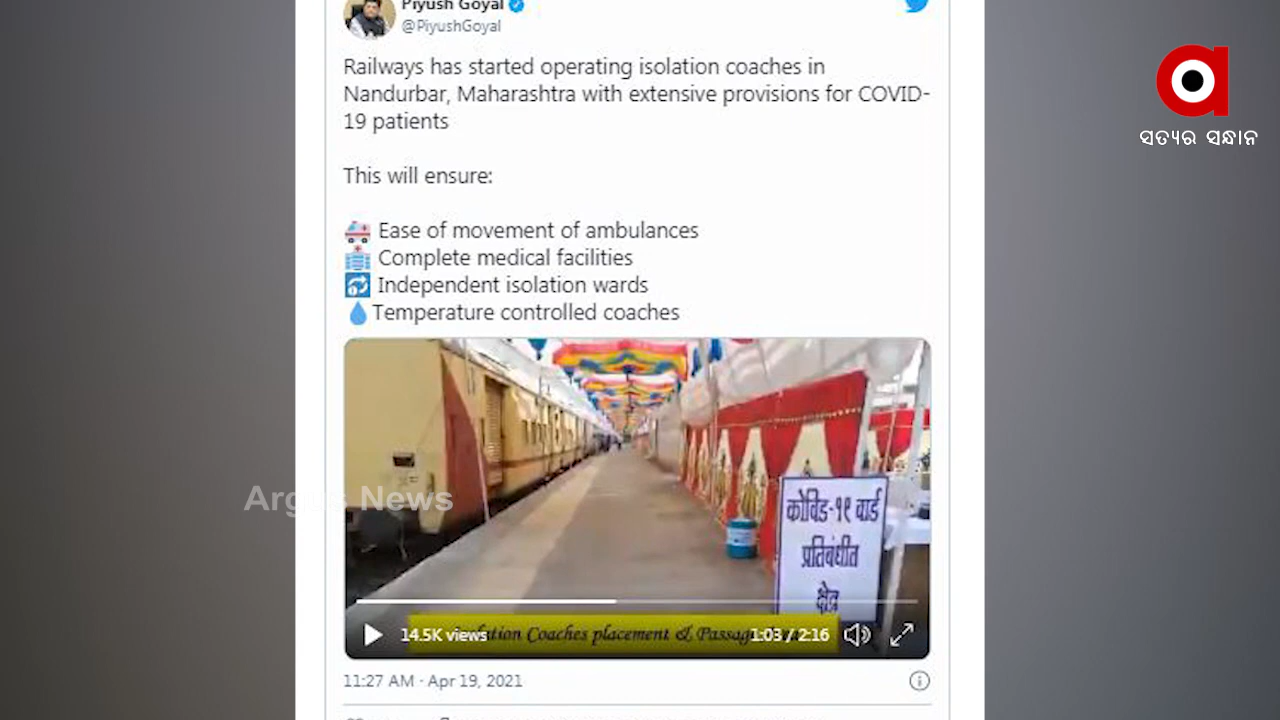 Piyush Goyal
@PiyushGoyal
ସତ୍ୟର ସନ୍ଧାନ
Railways has started operating isolation coaches in
Nandurbar, Maharashtra with extensive provisions for COVID-
19 patients
This will ensure:
Ease of movement of ambulances
Complete medical facilities
Independent isolation wards
Temperature controlled coaches
Argus News
कोविड-१९ वार्ड
प्रतिबंधीत
क्षेत्र
Coaches placement &
14.5K views
1:03 / 2:16
11:27 AM · Apr 19, 2021